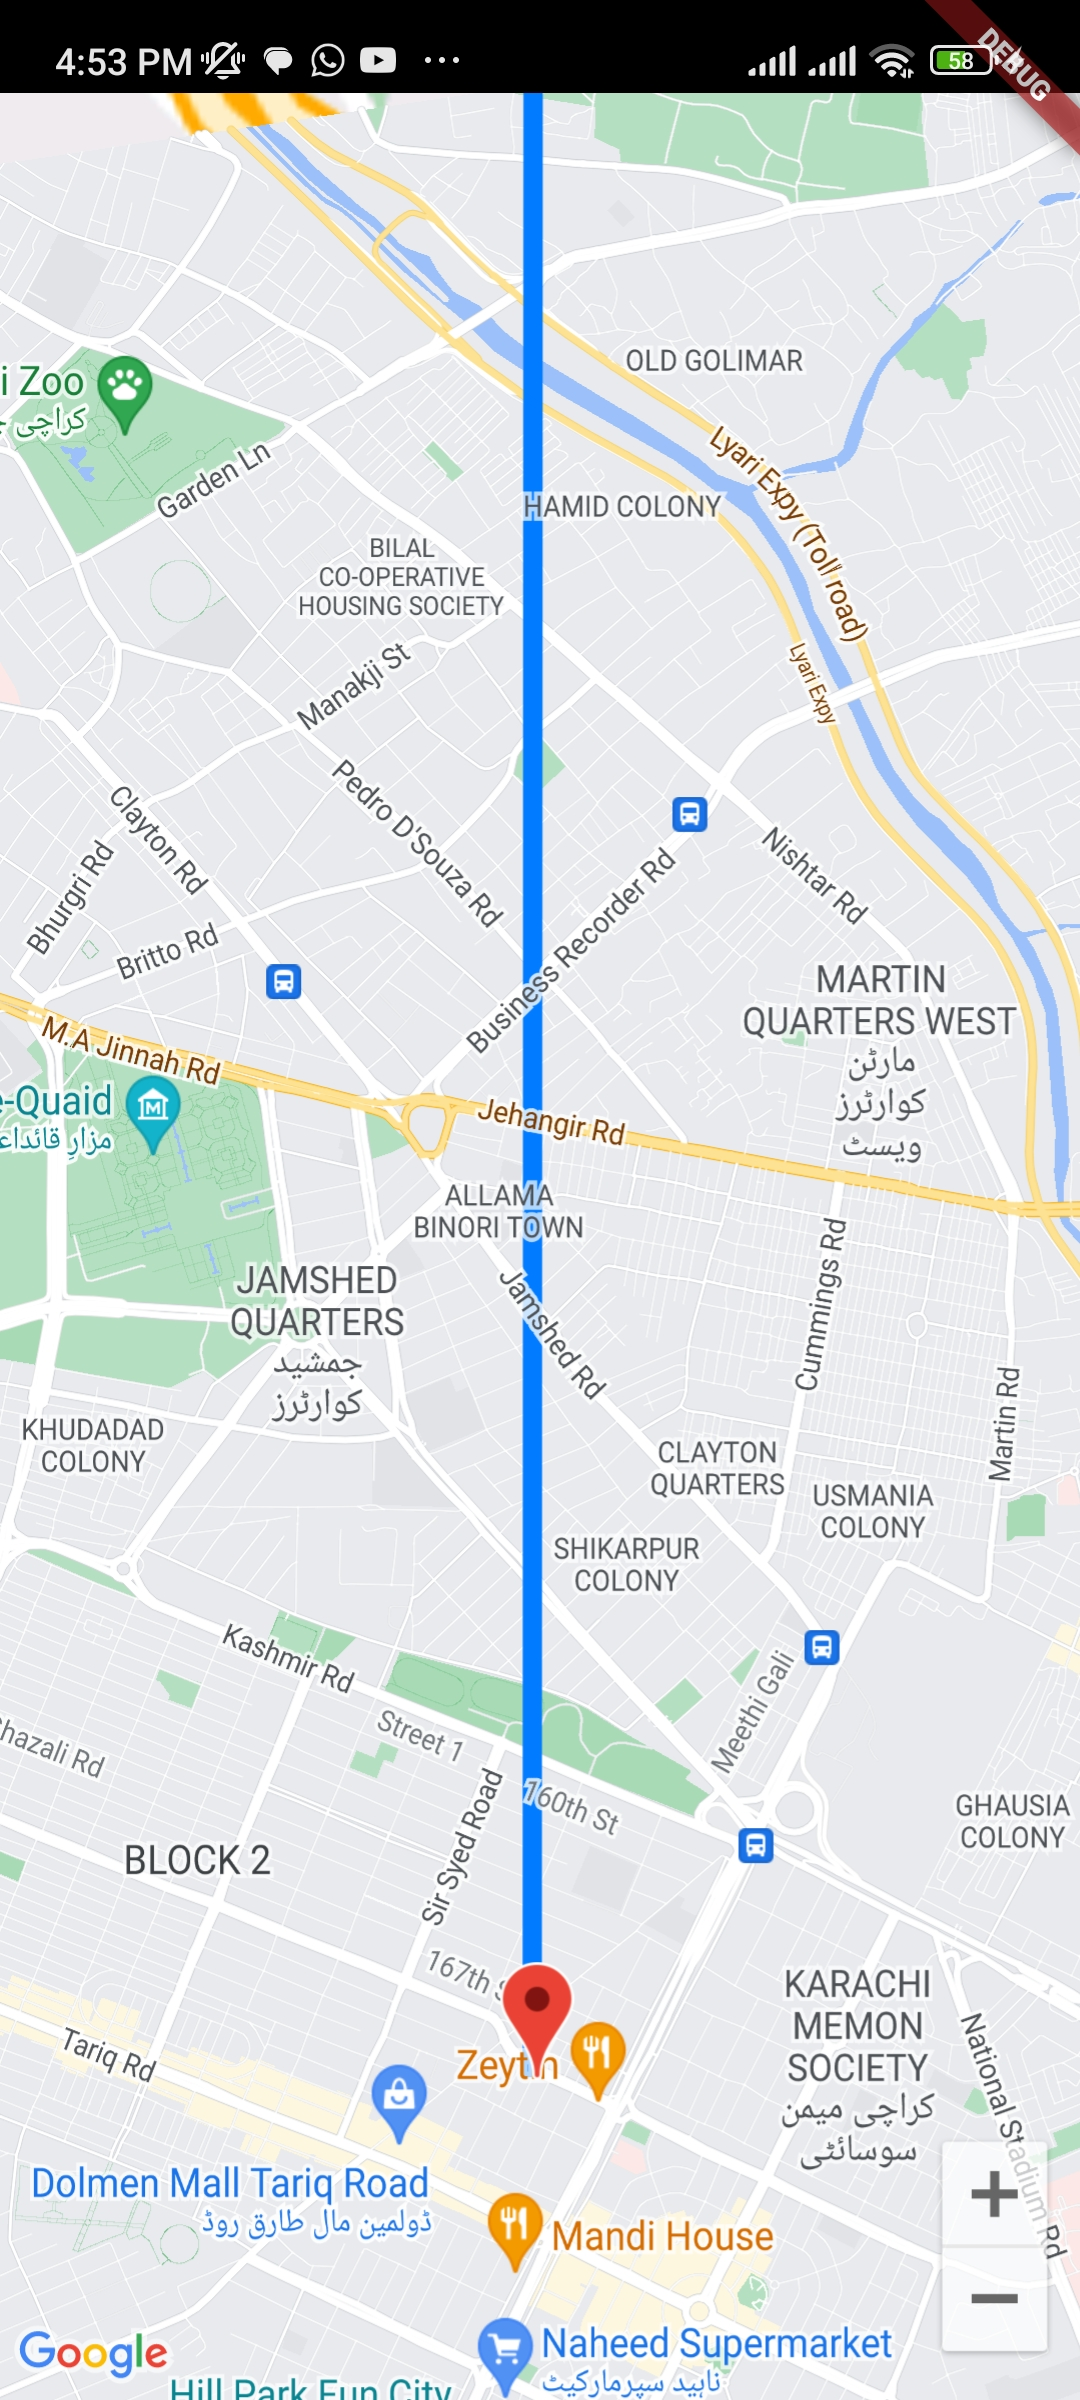 4:53 PM
58
DEBUG
OLD GOLIMAR
i Zoo
کراچی
Garden Ln
Lyari Expy (Toll road)
HAMID COLONY
BILAL
CO-OPERATIVE
HOUSING SOCIETY
Manakji St
Lyari Expy
Pedro D'Souza Rd
Clayton Rd
Nishtar Rd
Bhurgri Rd
Business Recorder Rd
Britto Rd
MARTIN
QUARTERS WEST
مارٹن
کوارٹرز
ویسٹ
M.A Jinnah Rd
e-Quaid
مزارِ قائداع
Jehangir Rd
ALLAMA
BINORI TOWN
Cummings Rd
JAMSHED
QUARTERS
جمشید
کوارٹرز
Jamshed Rd
Martin Rd
KHUDADAD
COLONY
CLAYTON
QUARTERS
USMANIA
COLONY
SHIKARPUR
COLONY
Kashmir Rd
Meethi Gali
Street 1
hazali Rd
160th St
Sir Syed Road
GHAUSIA
COLONY
BLOCK 2
167th S
KARACHI
MEMON
SOCIETY
کراچی میمن
سوسائٹی
National Stadium Rd
Tariq Rd
Zeytin
Dolmen Mall Tariq Road
ڈولمین مال طارق روڈ
Mandi House
+
−
Naheed Supermarket
ناہید سپرمارکیٹ
Google
Hill Park Fun City